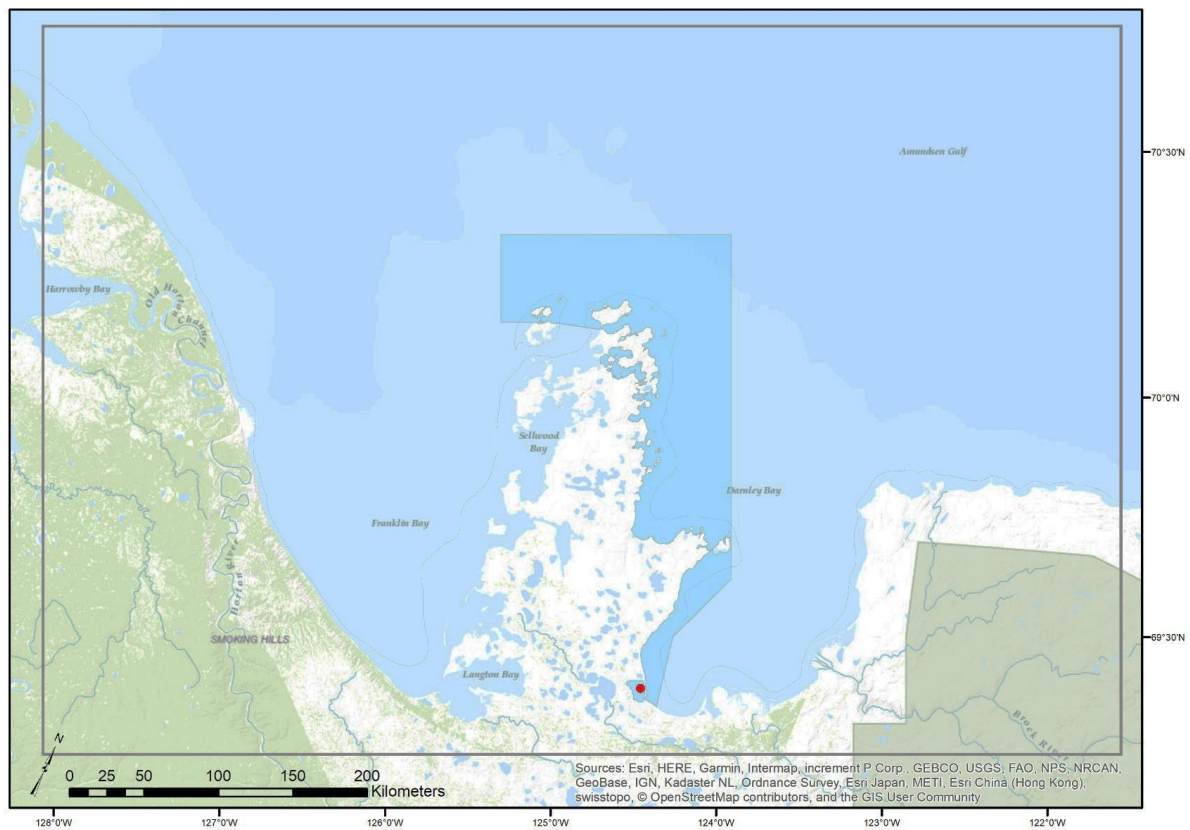 Amundsen Gulf
70°30'N
Harrowby Bay
Old Horton Channel
70°0'N
Sellwood
Bay
Darnley Bay
Franklin Bay
Horton River
SMOKING HILLS
69°30'N
Langton Bay
Brock River
N
0 25 50 100 150 200
Kilometers
Sources: Esri, HERE, Garmin, Intermap, increment P Corp., GEBCO, USGS, FAO, NPS, NRCAN,
GeoBase, IGN, Kadaster NL, Ordnance Survey, Esri Japan, METI, Esri China (Hong Kong),
swisstopo, © OpenStreetMap contributors, and the GIS User Community
128°0'W 127°0'W 126°0'W 125°0'W 124°0'W 123°0'W 122°0'W